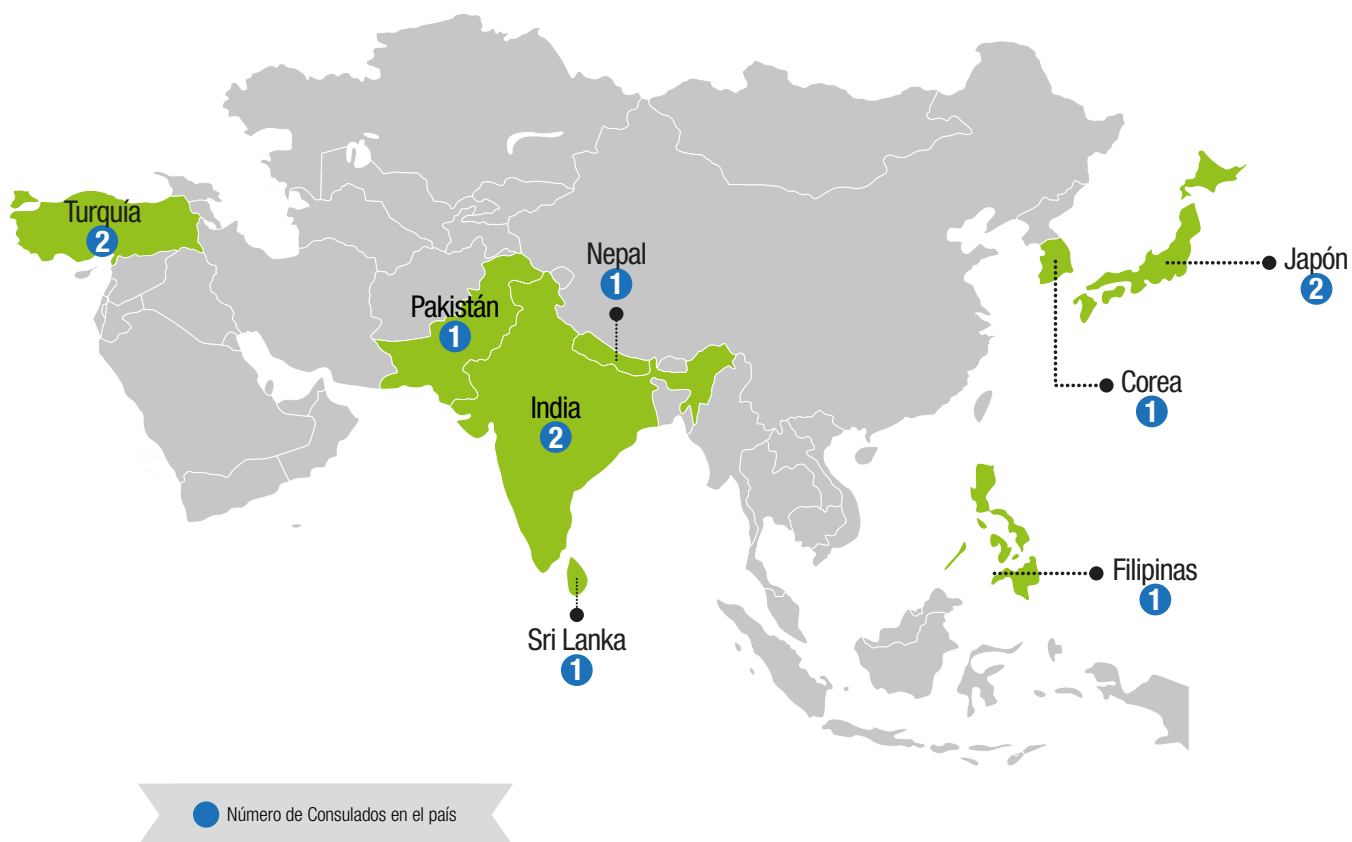 Turquía
2
Nepal
1
Japón
2
Pakistán
1
Corea
1
India
2
Filipinas
1
Sri Lanka
1
Número de Consulados en el país